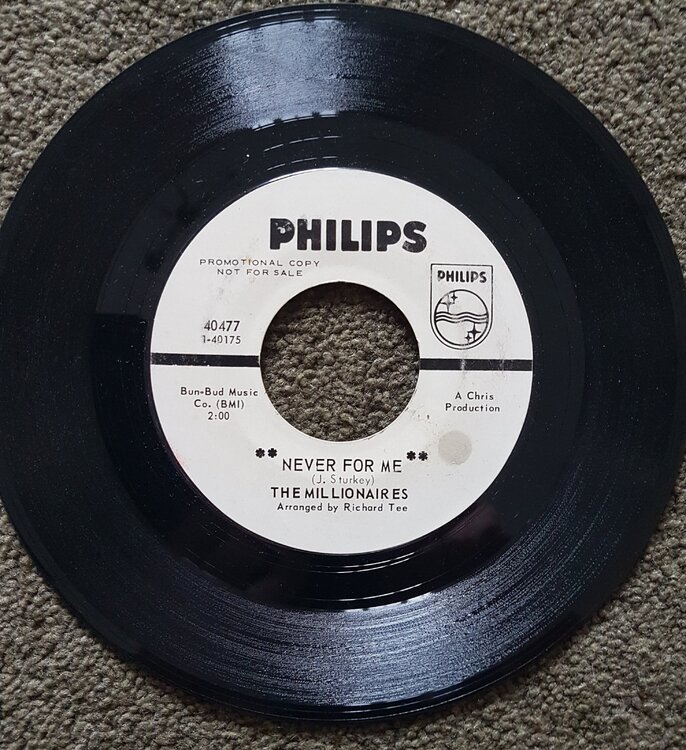 PHILIPS
PROMOTIONAL COPY
NOT FOR SALE
PHILIPS
40477
1-40175
Bun-Bud Music
Co. (BMI)
2:00
A Chris
Production
** NEVER FOR ME **
(J. Sturkey)
THE MILLIONAIRES
Arranged by Richard Tee